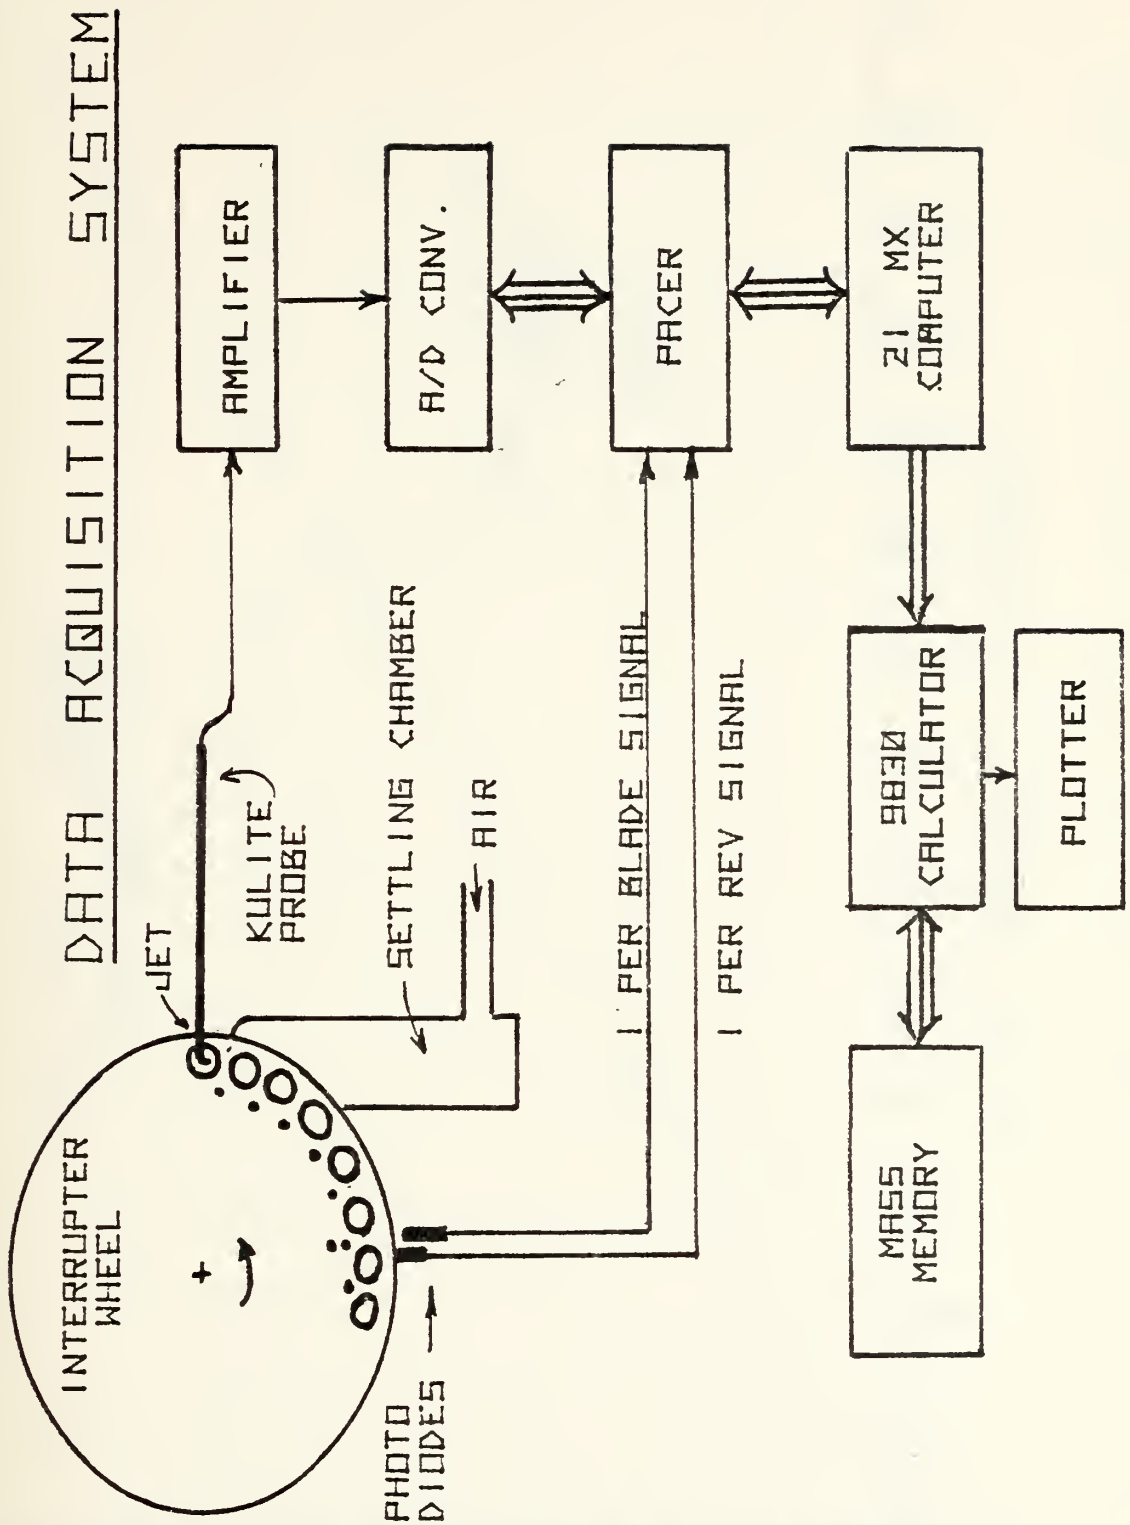 DATA ACQUISITION SYSTEM
INTERRUPTER
WHEEL
JET
KULITE
PROBE
AMPLIFIER
SETTLING CHAMBER
AIR
A/D CONV.
PHOTO
DIODES
1 PER BLADE SIGNAL
1 PER REV SIGNAL
PACER
MASS
MEMORY
9830
CALCULATOR
21 MX
COMPUTER
PLOTTER